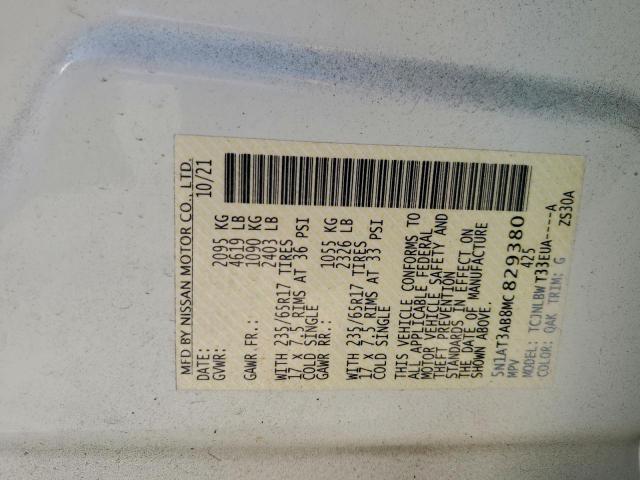 MFD BY NISSAN MOTOR CO., LTD.
DATE: 10/21
GVWR: 2095 KG
4619 LB
GAWR FR.: 1090 KG
2403 LB
WITH 235/65R17 TIRES
17 X 7.5 RIMS AT 36 PSI
COLD SINGLE
GAWR RR.: 1055 KG
2326 LB
WITH 235/65R17 TIRES
17 X 7.5 RIMS AT 33 PSI
COLD SINGLE
THIS VEHICLE CONFORMS TO
ALL APPLICABLE FEDERAL
MOTOR VEHICLE SAFETY AND
THEFT PREVENTION
STANDARDS IN EFFECT ON
THE DATE OF MANUFACTURE
SHOWN ABOVE.
5N1AT3AB8MC829380
MPV 425
MODEL: TCJNLBWT33EUA----A
COLOR: QAK TRIM: G ZS30A